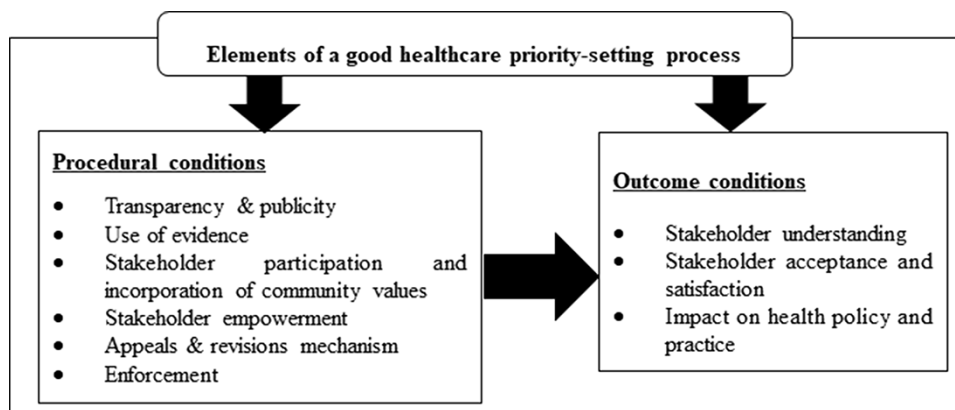 Elements of a good healthcare priority-setting process
Procedural conditions
• Transparency & publicity
• Use of evidence
• Stakeholder participation and
incorporation of community values
• Stakeholder empowerment
• Appeals & revisions mechanism
• Enforcement
Outcome conditions
• Stakeholder understanding
• Stakeholder acceptance and
satisfaction
• Impact on health policy and
practice